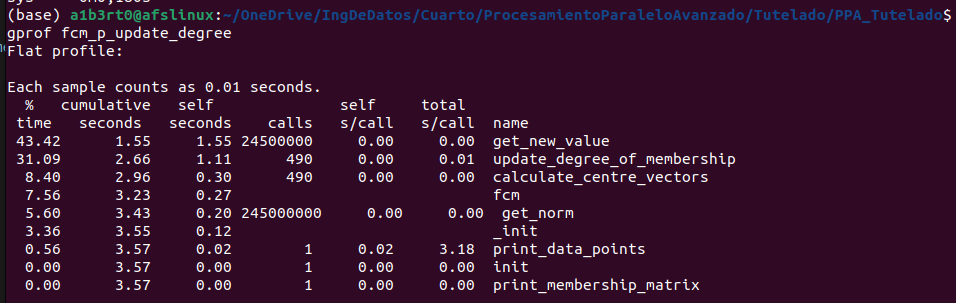 (base) a1b3rt0@afslinux:~/OneDrive/IngDeDatos/Cuarto/ProcesamientoParaleloAvanzado/Tutelado/PPA_Tutelado$
gprof fcm_p_update_degree
Flat profile:

Each sample counts as 0.01 seconds.
  %   cumulative   self              self     total
 time   seconds   seconds    calls   s/call   s/call  name
 43.42      1.55     1.55 24500000     0.00     0.00  get_new_value
 31.09      2.66     1.11      490     0.00     0.01  update_degree_of_membership
  8.40      2.96     0.30      490     0.00     0.00  calculate_centre_vectors
  7.56      3.23     0.27                             fcm
  5.60      3.43     0.20 245000000     0.00     0.00  get_norm
  3.36      3.55     0.12                             _init
  0.56      3.57     0.02        1     0.02     3.18  print_data_points
  0.00      3.57     0.00        1     0.00     0.00  init
  0.00      3.57     0.00        1     0.00     0.00  print_membership_matrix